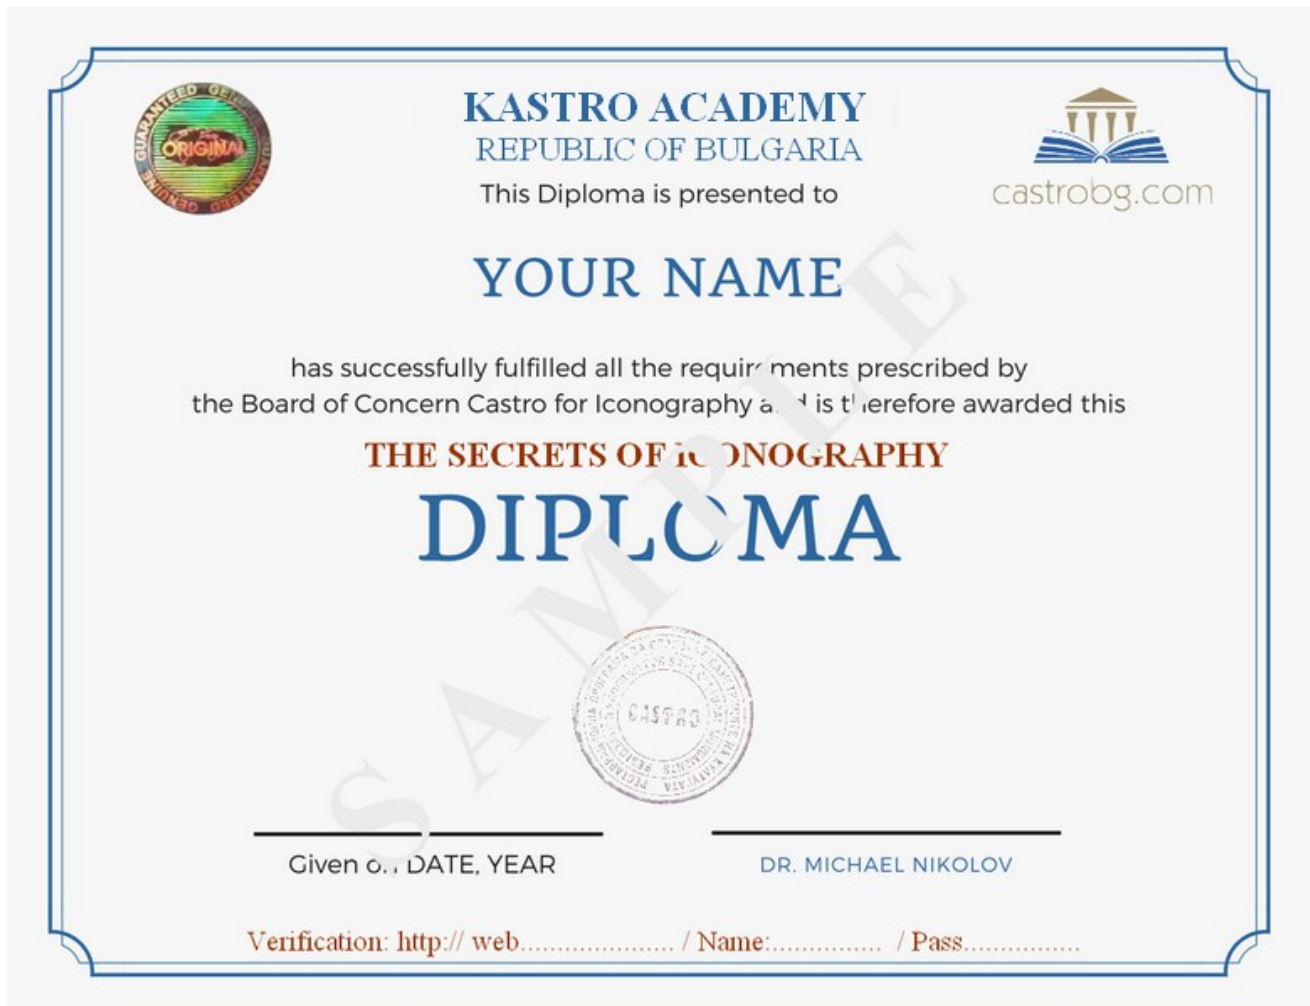 KASTRO ACADEMY
REPUBLIC OF BULGARIA
This Diploma is presented to
GUARANTEED GENUINE
ORIGINAL
castrobg.com
YOUR NAME
has successfully fulfilled all the requirements prescribed by
the Board of Concern Castro for Iconography and is therefore awarded this
THE SECRETS OF ICONOGRAPHY
DIPLOMA
SAMPLE
CASTRO
Given on DATE, YEAR
DR. MICHAEL NIKOLOV
Verification: http:// web..................... / Name:............... / Pass................